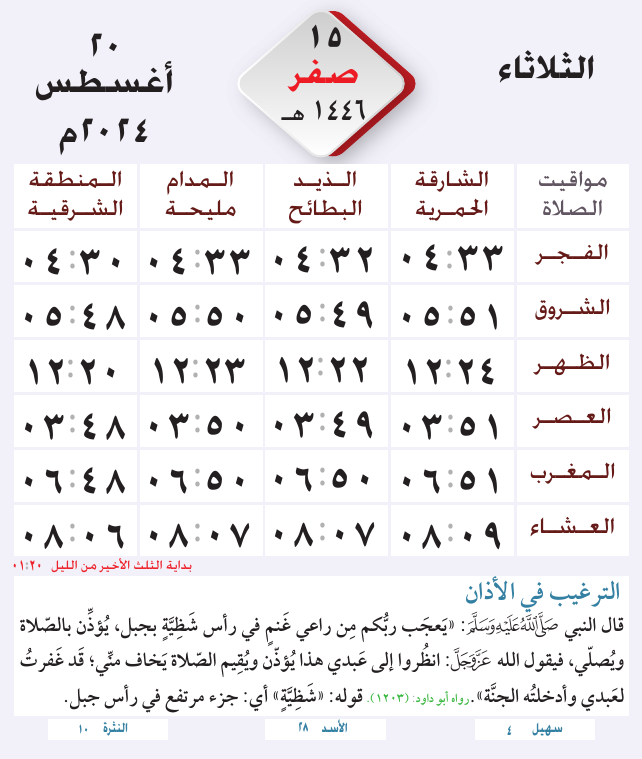 الثلاثاء
١٥
صفر
١٤٤٦ هـ
٢٠
أغسطس
٢٠٢٤م
مواقيت الصلاة | الشارقة الحمرية | الذيد البطائح | المدام مليحة | المنطقة الشرقية
الفجر ٠٤:٣٣ ٠٤:٣٢ ٠٤:٣٣ ٠٤:٣٠
الشروق ٠٥:٥١ ٠٥:٤٩ ٠٥:٥٠ ٠٥:٤٨
الظهر ١٢:٢٤ ١٢:٢٢ ١٢:٢٣ ١٢:٢٠
العصر ٠٣:٥١ ٠٣:٤٩ ٠٣:٥٠ ٠٣:٤٨
المغرب ٠٦:٥١ ٠٦:٥٠ ٠٦:٥٠ ٠٦:٤٨
العشاء ٠٨:٠٩ ٠٨:٠٧ ٠٨:٠٧ ٠٨:٠٦
بداية الثلث الأخير من الليل ٠١:٢٠
الترغيب في الأذان
قال النبي صَلَّى اللَّهُ عَلَيْهِ وَسَلَّمَ: «يَعجَب ربُّكم مِن راعي غَنمٍ في رأس شَظِيَّةٍ بجبل، يُؤذِّن بالصّلاة
ويُصلّي، فيقول الله عَزَّوَجَلَّ: انظُروا إلى عَبدي هذا يُؤذّن ويُقيم الصّلاة يَخاف منّي؛ قَد غَفرتُ
لعَبدي وأدخلتُه الجنَّة». رواه أبو داود: (١٢٠٣). قوله: «شَظِيَّةٍ» أي: جزء مرتفع في رأس جبل.
سهيل ٤ الأسد ٢٨ النثرة ١٠